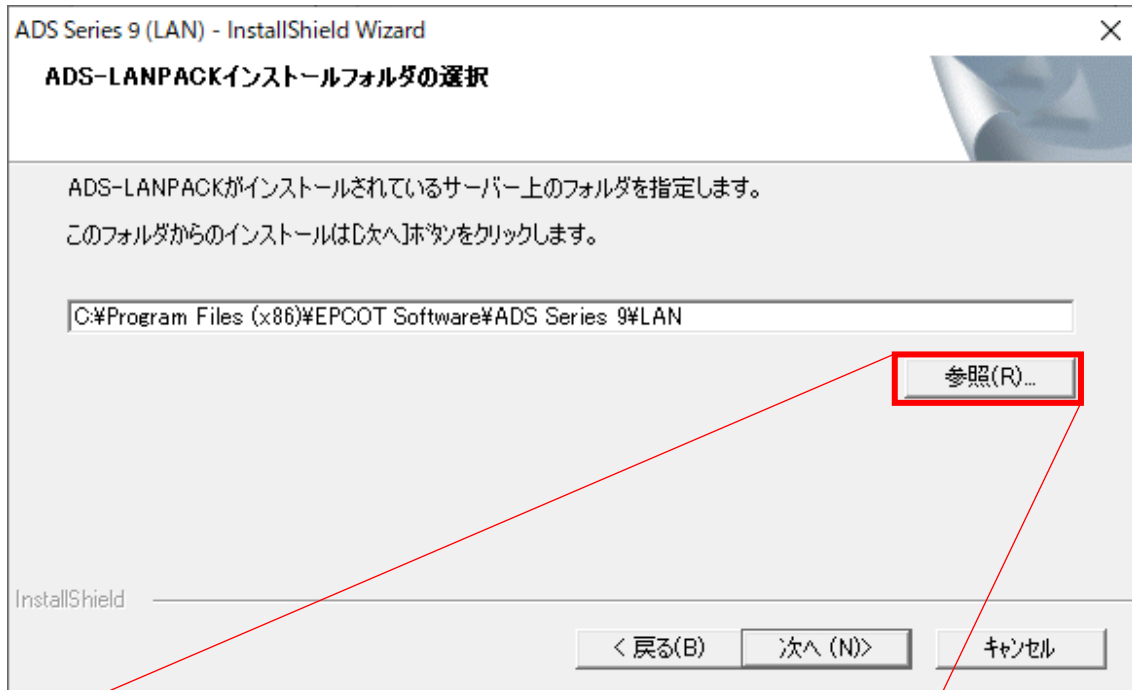 ADS Series 9 (LAN) - InstallShield Wizard
ADS-LANPACKインストールフォルダの選択
ADS-LANPACKがインストールされているサーバー上のフォルダを指定します。
このフォルダからのインストールは[次へ]ボタンをクリックします。
C:¥Program Files (x86)¥EPCOT Software¥ADS Series 9¥LAN
参照(R)...
InstallShield
< 戻る(B)
次へ (N)>
キャンセル